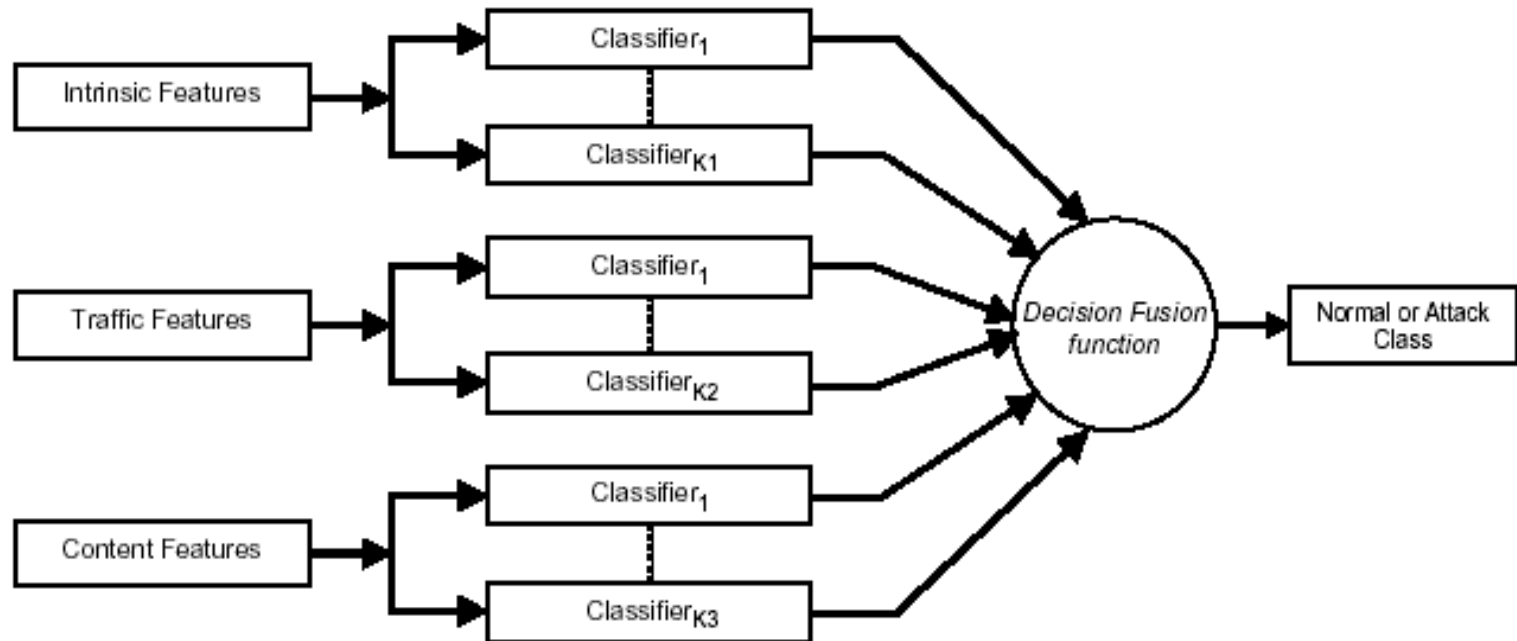 Classifier1
Intrinsic Features
ClassifierK1
Classifier1
Traffic Features
ClassifierK2
Classifier1
Content Features
ClassifierK3
Decision Fusion
function
Normal or Attack
Class